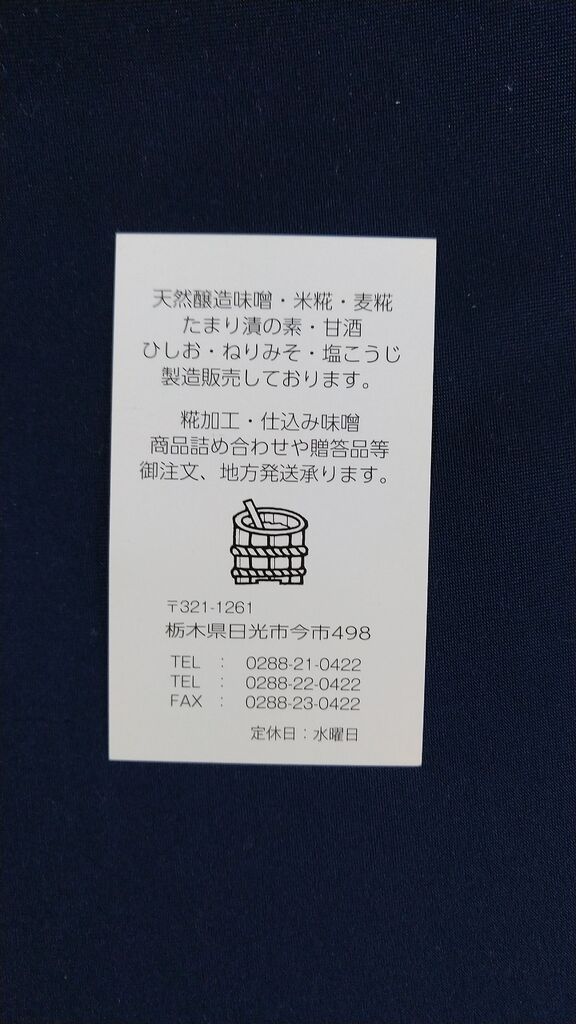 天然醸造味噌・米糀・麦糀
たまり漬の素・甘酒
ひしお・ねりみそ・塩こうじ
製造販売しております。
糀加工・仕込み味噌
商品詰め合わせや贈答品等
御注文、地方発送承ります。
〒321-1261
栃木県日光市今市498
TEL : 0288-21-0422
TEL : 0288-22-0422
FAX : 0288-23-0422
定休日：水曜日